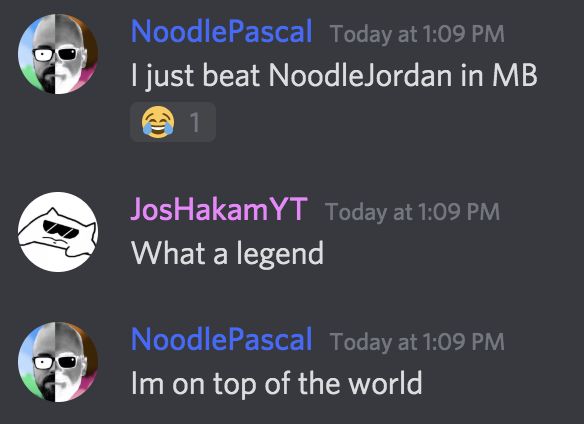 NoodlePascal Today at 1:09 PM
I just beat NoodleJordan in MB
😂 1
JosHakamYT Today at 1:09 PM
What a legend
NoodlePascal Today at 1:09 PM
Im on top of the world